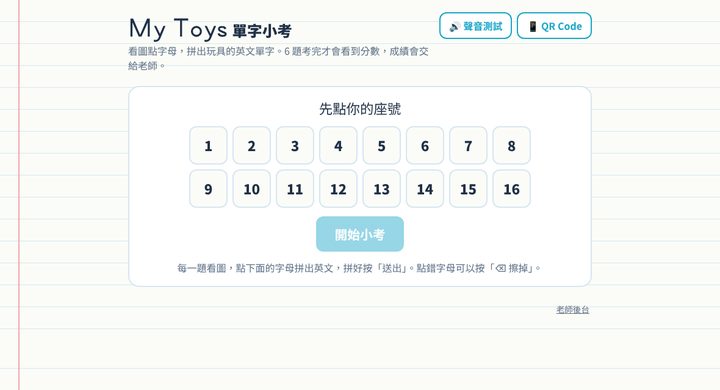 My Toys 單字小考
🔊 聲音測試
📱 QR Code
看圖點字母，拼出玩具的英文單字。6 題考完才會看到分數，成績會交
給老師。
先點你的座號
1 2 3 4 5 6 7 8
9 10 11 12 13 14 15 16
開始小考
每一題看圖，點下面的字母拼出英文，拼好按「送出」。點錯字母可以按「⌫ 擦掉」。
老師後台